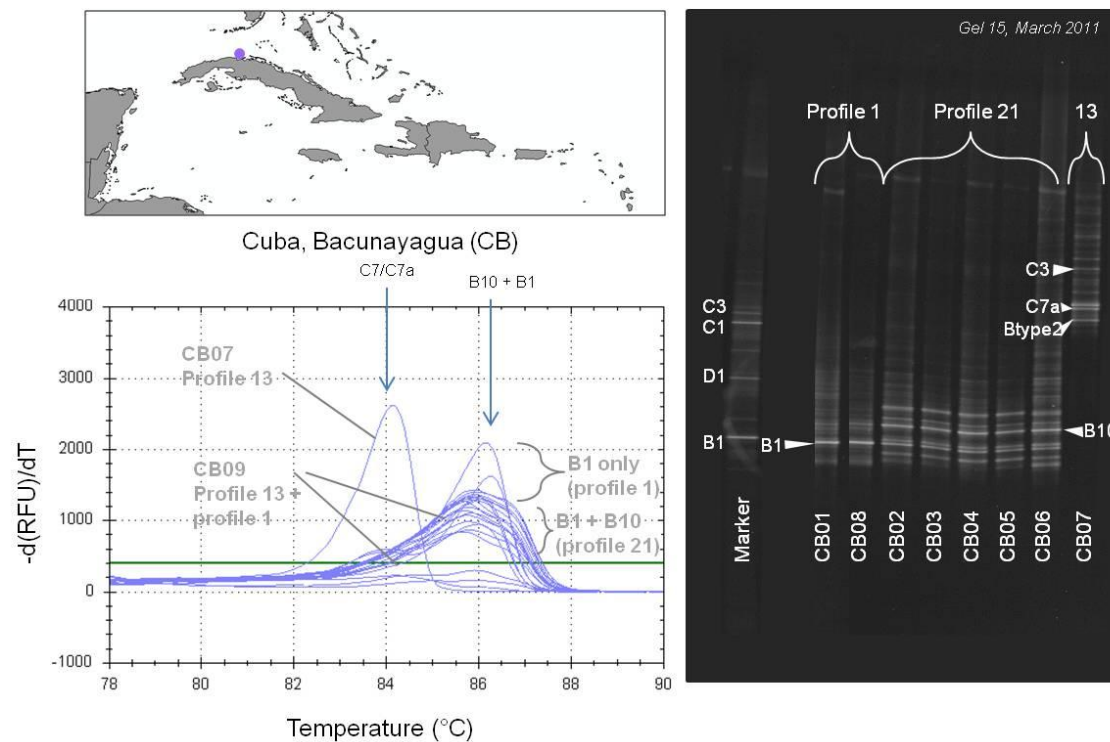 Cuba, Bacunayagua (CB)
C7/C7a
B10 + B1
4000
3000
2000
1000
0
-1000
-d(RFU)/dT
78
80
82
84
86
88
90
Temperature (°C)
CB07
Profile 13
CB09
Profile 13 +
profile 1
B1 only
(profile 1)
B1 + B10
(profile 21)
Gel 15, March 2011
Profile 1
Profile 21
13
C3
C1
D1
B1
B1
C3
C7a
Btype2
B10
Marker
CB01
CB08
CB02
CB03
CB04
CB05
CB06
CB07